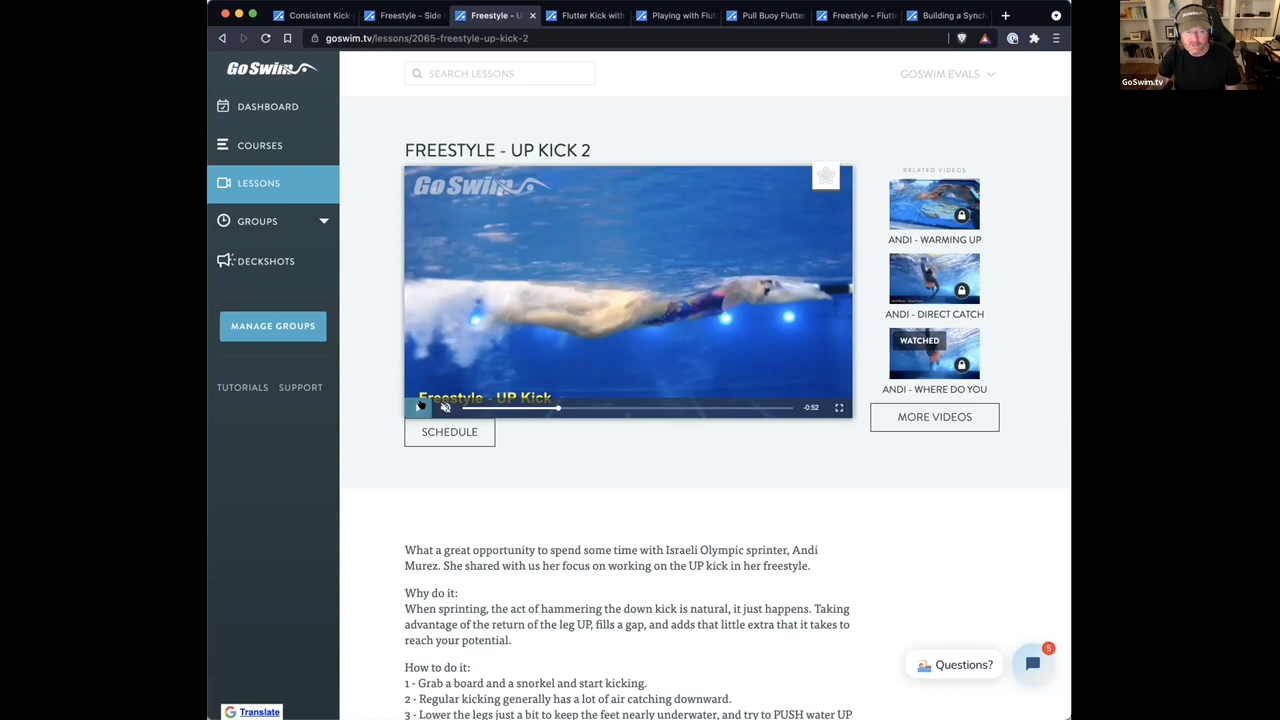 Consistent Kick
Freestyle - Side
Freestyle - U
Flutter Kick with
Playing with Flut
Pull Buoy Flutter
Freestyle - Flutte
Building a Synch
goswim.tv/lessons/2065-freestyle-up-kick-2
GoSwim.tv
Go Swim
SEARCH LESSONS
GOSWIM EVALS
DASHBOARD
COURSES
LESSONS
GROUPS
DECKSHOTS
MANAGE GROUPS
TUTORIALS SUPPORT
FREESTYLE - UP KICK 2
Go Swim
Freestyle - UP Kick
-0:52
SCHEDULE
RELATED VIDEOS
ANDI - WARMING UP
ANDI - DIRECT CATCH
WATCHED
ANDI - WHERE DO YOU
MORE VIDEOS
What a great opportunity to spend some time with Israeli Olympic sprinter, Andi
Murez. She shared with us her focus on working on the UP kick in her freestyle.
Why do it:
When sprinting, the act of hammering the down kick is natural, it just happens. Taking
advantage of the return of the leg UP, fills a gap, and adds that little extra that it takes to
reach your potential.
How to do it:
1 - Grab a board and a snorkel and start kicking.
2 - Regular kicking generally has a lot of air catching downward.
3 - Lower the legs just a bit to keep the feet nearly underwater, and try to PUSH water UP
Questions?
5
Translate